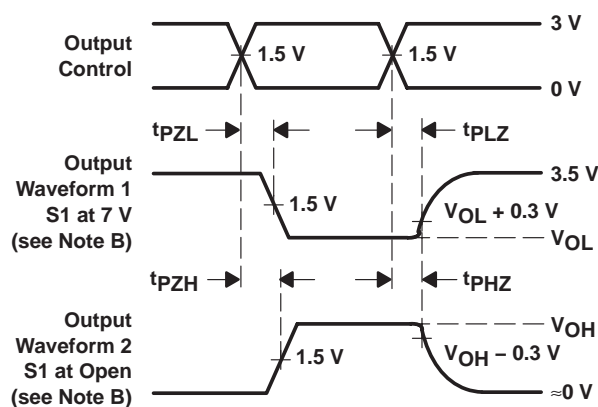 3 V
Output
Control
1.5 V
1.5 V
0 V
tPZL
tPLZ
Output
Waveform 1
S1 at 7 V
(see Note B)
3.5 V
1.5 V
VOL + 0.3 V
VOL
tPZH
tPHZ
Output
Waveform 2
S1 at Open
(see Note B)
VOH
1.5 V
VOH − 0.3 V
≈0 V